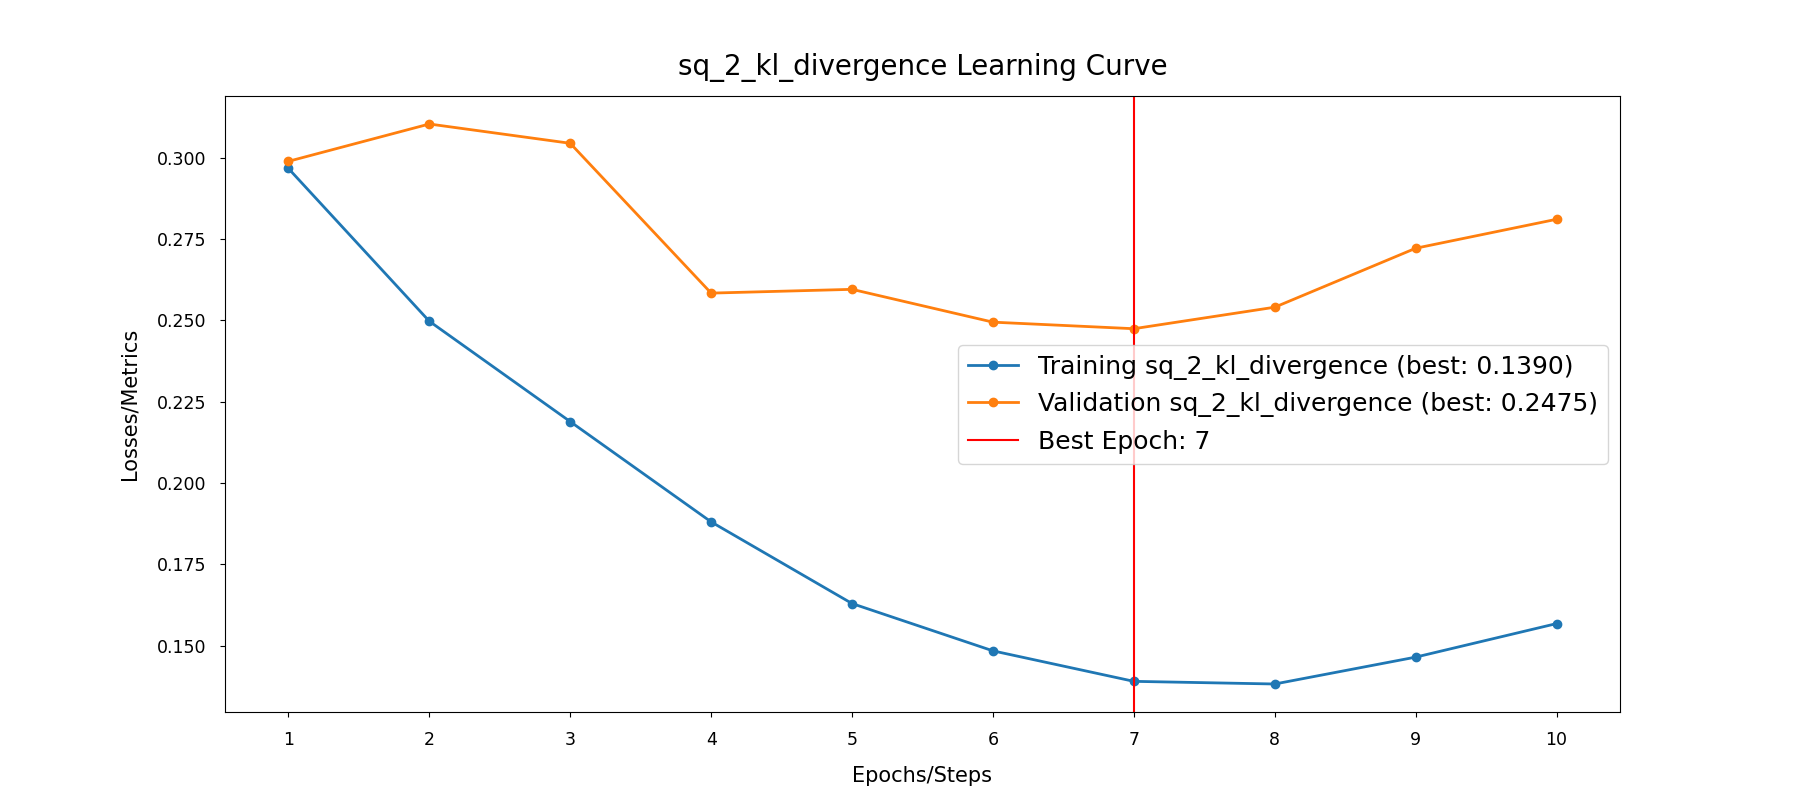 sq_2_kl_divergence Learning Curve
Losses/Metrics
0.300
0.275
0.250
0.225
0.200
0.175
0.150
Training sq_2_kl_divergence (best: 0.1390)
Validation sq_2_kl_divergence (best: 0.2475)
Best Epoch: 7
1 2 3 4 5 6 7 8 9 10
Epochs/Steps